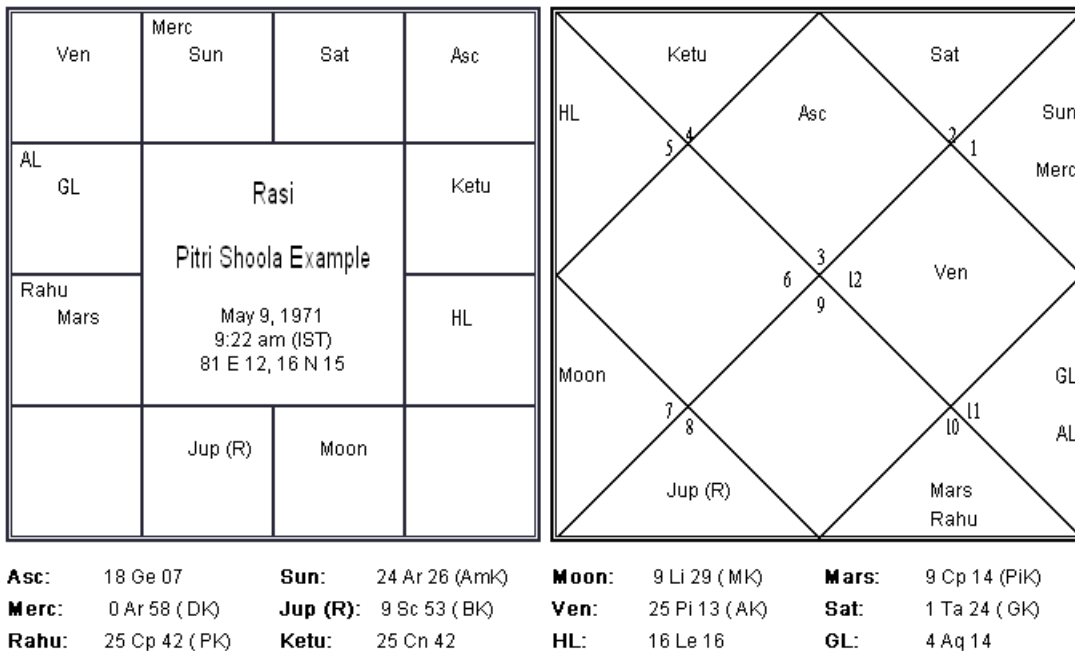 Ven
Merc
Sun
Sat
Asc
AL
GL
Rasi
Pitri Shoola Example
May 9, 1971
9:22 am (IST)
81 E 12, 16 N 15
Ketu
Rahu
Mars
HL
Jup (R)
Moon
Ketu
Sat
HL
Asc
Sun
4
2
5
1
Merc
3
6
12
Ven
9
Moon
GL
7
11
8
10
AL
Jup (R)
Mars
Rahu
Asc: 18 Ge 07 Sun: 24 Ar 26 (AmK) Moon: 9 Li 29 (MK) Mars: 9 Cp 14 (PiK)
Merc: 0 Ar 58 (DK) Jup (R): 9 Sc 53 (BK) Ven: 25 Pi 13 (AK) Sat: 1 Ta 24 (GK)
Rahu: 25 Cp 42 (PK) Ketu: 25 Cn 42 HL: 16 Le 16 GL: 4 Aq 14